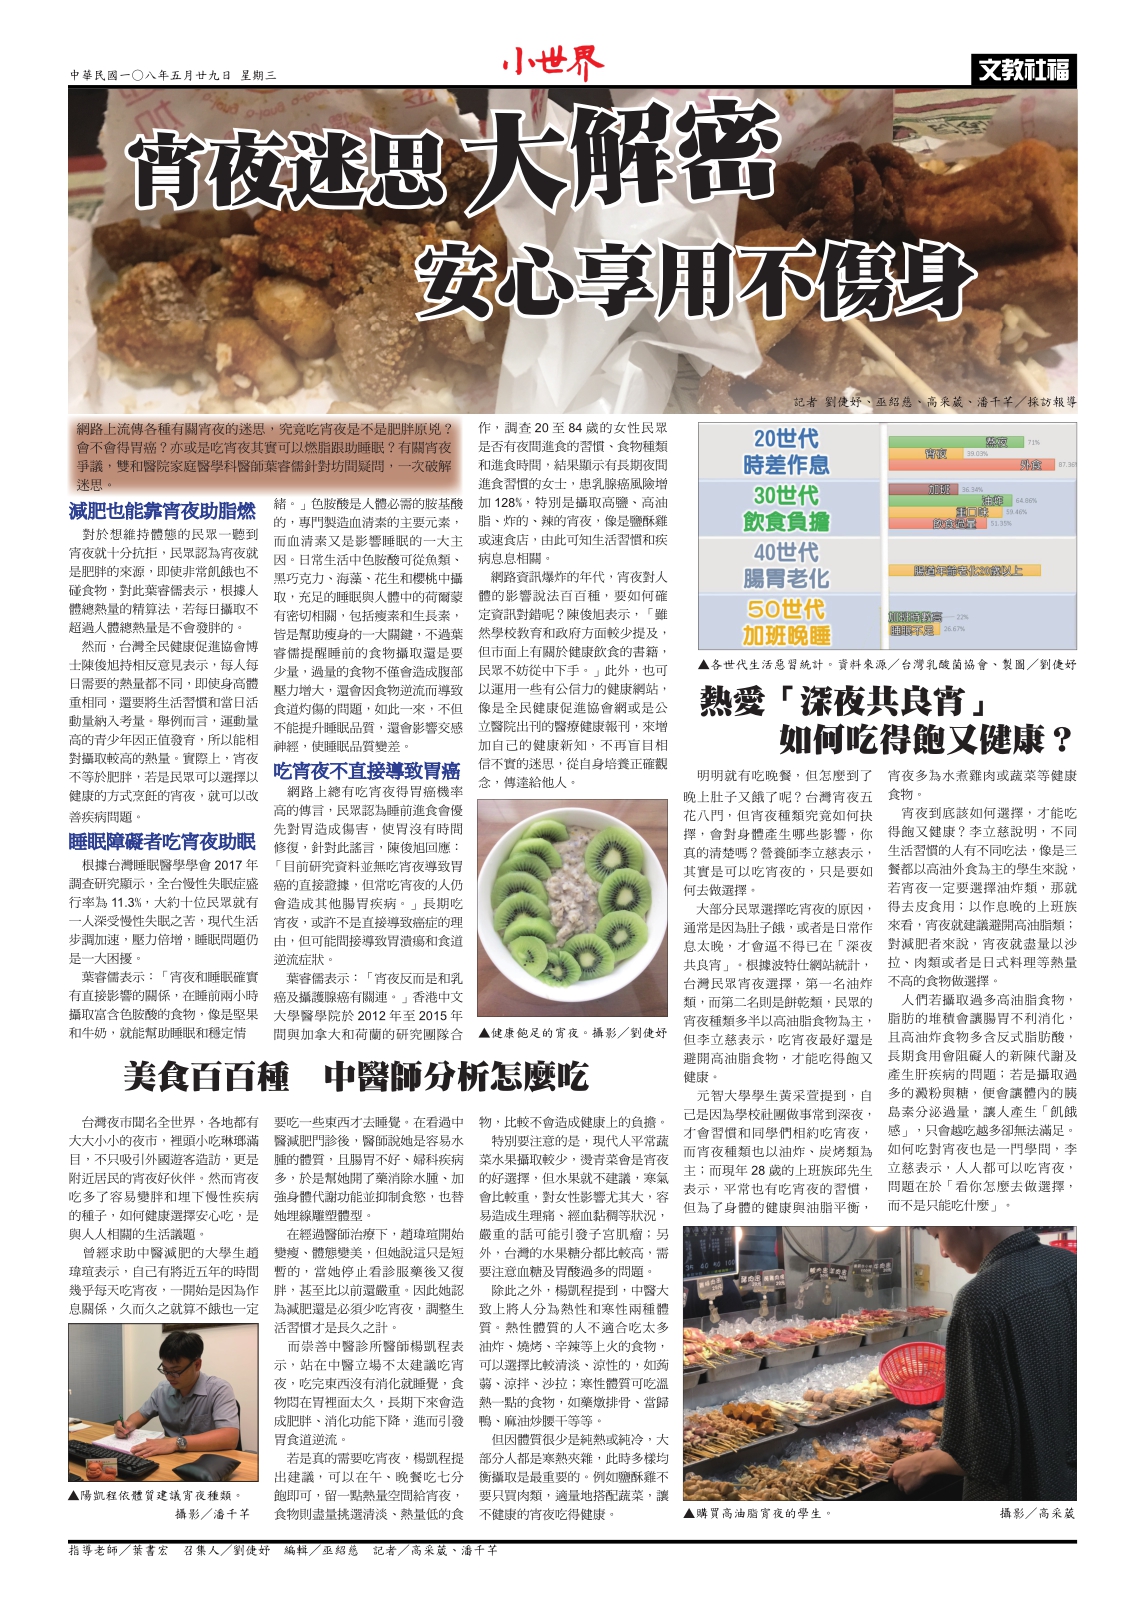 中華民國一〇八年五月廿九日 星期三
小世界
文教社福
宵夜迷思大解密
安心享用不傷身
記者 劉倢妤、巫紹慈、高采葳、潘千芊／採訪報導
網路上流傳各種有關宵夜的迷思，究竟吃宵夜是不是肥胖原兇？
會不會得胃癌？亦或是吃宵夜其實可以燃脂跟助睡眠？有關宵夜
爭議，雙和醫院家庭醫學科醫師葉睿儒針對坊間疑問，一次破解
迷思。
減肥也能靠宵夜助脂燃
對於想維持體態的民眾一聽到
宵夜就十分抗拒，民眾認為宵夜就
是肥胖的來源，即使非常飢餓也不
碰食物，對此葉睿儒表示，根據人
體總熱量的精算法，若每日攝取不
超過人體總熱量是不會發胖的。
然而，台灣全民健康促進協會博
士陳俊旭持相反意見表示，每人每
日需要的熱量都不同，即使身高體
重相同，還要將生活習慣和當日活
動量納入考量。舉例而言，運動量
高的青少年因正值發育，所以能相
對攝取較高的熱量。實際上，宵夜
不等於肥胖，若是民眾可以選擇以
健康的方式烹飪的宵夜，就可以改
善疾病問題。
睡眠障礙者吃宵夜助眠
根據台灣睡眠醫學學會 2017 年
調查研究顯示，全台慢性失眠症盛
行率為 11.3%，大約十位民眾就有
一人深受慢性失眠之苦，現代生活
步調加速，壓力倍增，睡眠問題仍
是一大困擾。
葉睿儒表示：「宵夜和睡眠確實
有直接影響的關係，在睡前兩小時
攝取富含色胺酸的食物，像是堅果
和牛奶，就能幫助睡眠和穩定情
緒。」色胺酸是人體必需的胺基酸
的，專門製造血清素的主要元素，
而血清素又是影響睡眠的一大主
因。日常生活中色胺酸可從魚類、
黑巧克力、海藻、花生和櫻桃中攝
取，充足的睡眠與人體中的荷爾蒙
有密切相關，包括瘦素和生長素，
皆是幫助瘦身的一大關鍵，不過葉
睿儒提醒睡前的食物攝取還是要
少量，過量的食物不僅會造成腹部
壓力增大，還會因食物逆流而導致
食道灼傷的問題，如此一來，不但
不能提升睡眠品質，還會影響交感
神經，使睡眠品質變差。
吃宵夜不直接導致胃癌
網路上總有吃宵夜得胃癌機率
高的傳言，民眾認為睡前進食會優
先對胃造成傷害，使胃沒有時間
修復，針對此謠言，陳俊旭回應：
「目前研究資料並無吃宵夜導致胃
癌的直接證據，但常吃宵夜的人仍
會造成其他腸胃疾病。」長期吃
宵夜，或許不是直接導致癌症的理
由，但可能間接導致胃潰瘍和食道
逆流症狀。
葉睿儒表示：「宵夜反而是和乳
癌及攝護腺癌有關連。」香港中文
大學醫學院於 2012 年至 2015 年
間與加拿大和荷蘭的研究團隊合
作，調查 20 至 84 歲的女性民眾
是否有夜間進食的習慣、食物種類
和進食時間，結果顯示有長期夜間
進食習慣的女士，患乳腺癌風險增
加 128%，特別是攝取高鹽、高油
脂、炸的、辣的宵夜，像是鹽酥雞
或速食店，由此可知生活習慣和疾
病息息相關。
網路資訊爆炸的年代，宵夜對人
體的影響說法百百種，要如何確
定資訊對錯呢？陳俊旭表示，「雖
然學校教育和政府方面較少提及，
但市面上有關於健康飲食的書籍，
民眾不妨從中下手。」此外，也可
以運用一些有公信力的健康網站，
像是全民健康促進協會網或是公
立醫院出刊的醫療健康報刊，來增
加自己的健康新知，不再盲目相
信不實的迷思，從自身培養正確觀
念，傳達給他人。
▲健康飽足的宵夜。攝影／劉倢妤
20世代
時差作息
30世代
飲食負擔
40世代
腸胃老化
50世代
加班晚睡
熬夜 71%
宵夜 39.03%
外食 87.36%
加班 36.34%
油炸 64.86%
重口味 59.46%
飲食過量 51.35%
腸道年齡老化20歲以上
加班時數高 22%
睡眠不足 26.67%
▲各世代生活惡習統計。資料來源／台灣乳酸菌協會、製圖／劉倢妤
熱愛「深夜共良宵」
如何吃得飽又健康？
明明就有吃晚餐，但怎麼到了
晚上肚子又餓了呢？台灣宵夜五
花八門，但宵夜種類究竟如何抉
擇，會對身體產生哪些影響，你
真的清楚嗎？營養師李立慈表示，
其實是可以吃宵夜的，只是要如
何去做選擇。
大部分民眾選擇吃宵夜的原因，
通常是因為肚子餓，或者是日常作
息太晚，才會逼不得已在「深夜
共良宵」。根據波特仕網站統計，
台灣民眾宵夜選擇，第一名油炸
類，而第二名則是餅乾類，民眾的
宵夜種類多半以高油脂食物為主，
但李立慈表示，吃宵夜最好還是
避開高油脂食物，才能吃得飽又
健康。
元智大學學生黃采萱提到，自
己是因為學校社團做事常到深夜，
才會習慣和同學們相約吃宵夜，
而宵夜種類也以油炸、炭烤類為
主；而現年 28 歲的上班族邱先生
表示，平常也有吃宵夜的習慣，
但為了身體的健康與油脂平衡，
宵夜多為水煮雞肉或蔬菜等健康
食物。
宵夜到底該如何選擇，才能吃
得飽又健康？李立慈說明，不同
生活習慣的人有不同吃法，像是三
餐都以高油外食為主的學生來說，
若宵夜一定要選擇油炸類，那就
得去皮食用；以作息晚的上班族
來看，宵夜就建議避開高油脂類；
對減肥者來說，宵夜就盡量以沙
拉、肉類或者是日式料理等熱量
不高的食物做選擇。
人們若攝取過多高油脂食物，
脂肪的堆積會讓腸胃不利消化，
且高油炸食物多含反式脂肪酸，
長期食用會阻礙人的新陳代謝及
產生肝疾病的問題；若是攝取過
多的澱粉與糖，便會讓體內的胰
島素分泌過量，讓人產生「飢餓
感」，只會越吃越多卻無法滿足。
如何吃對宵夜也是一門學問，李
立慈表示，人人都可以吃宵夜，
問題在於「看你怎麼去做選擇，
而不是只能吃什麼」。
▲購買高油脂宵夜的學生。 攝影／高采葳
美食百百種 中醫師分析怎麼吃
台灣夜市聞名全世界，各地都有
大大小小的夜市，裡頭小吃琳瑯滿
目，不只吸引外國遊客造訪，更是
附近居民的宵夜好伙伴。然而宵夜
吃多了容易變胖和埋下慢性疾病
的種子，如何健康選擇安心吃，是
與人人相關的生活議題。
曾經求助中醫減肥的大學生趙
瑋瑄表示，自己有將近五年的時間
幾乎每天吃宵夜，一開始是因為作
息關係，久而久之就算不餓也一定
▲陽凱程依體質建議宵夜種類。
攝影／潘千芊
要吃一些東西才去睡覺。在看過中
醫減肥門診後，醫師說她是容易水
腫的體質，且腸胃不好、婦科疾病
多，於是幫她開了藥消除水腫、加
強身體代謝功能並抑制食慾，也替
她埋線雕塑體型。
在經過醫師治療下，趙瑋瑄開始
變瘦、體態變美，但她說這只是短
暫的，當她停止看診服藥後又復
胖，甚至比以前還嚴重。因此她認
為減肥還是必須少吃宵夜，調整生
活習慣才是長久之計。
而崇善中醫診所醫師楊凱程表
示，站在中醫立場不太建議吃宵
夜，吃完東西沒有消化就睡覺，食
物悶在胃裡面太久，長期下來會造
成肥胖、消化功能下降，進而引發
胃食道逆流。
若是真的需要吃宵夜，楊凱程提
出建議，可以在午、晚餐吃七分
飽即可，留一點熱量空間給宵夜，
食物則盡量挑選清淡、熱量低的食
物，比較不會造成健康上的負擔。
特別要注意的是，現代人平常蔬
菜水果攝取較少，燙青菜會是宵夜
的好選擇，但水果就不建議，寒氣
會比較重，對女性影響尤其大，容
易造成生理痛、經血黏稠等狀況，
嚴重的話可能引發子宮肌瘤；另
外，台灣的水果糖分都比較高，需
要注意血糖及胃酸過多的問題。
除此之外，楊凱程提到，中醫大
致上將人分為熱性和寒性兩種體
質。熱性體質的人不適合吃太多
油炸、燒烤、辛辣等上火的食物，
可以選擇比較清淡、涼性的，如蒟
蒻、涼拌、沙拉；寒性體質可吃溫
熱一點的食物，如藥燉排骨、當歸
鴨、麻油炒腰干等等。
但因體質很少是純熱或純冷，大
部分人都是寒熱夾雜，此時多樣均
衡攝取是最重要的。例如鹽酥雞不
要只買肉類，適量地搭配蔬菜，讓
不健康的宵夜吃得健康。
指導老師／葉書宏 召集人／劉倢妤 編輯／巫紹慈 記者／高采葳、潘千芊